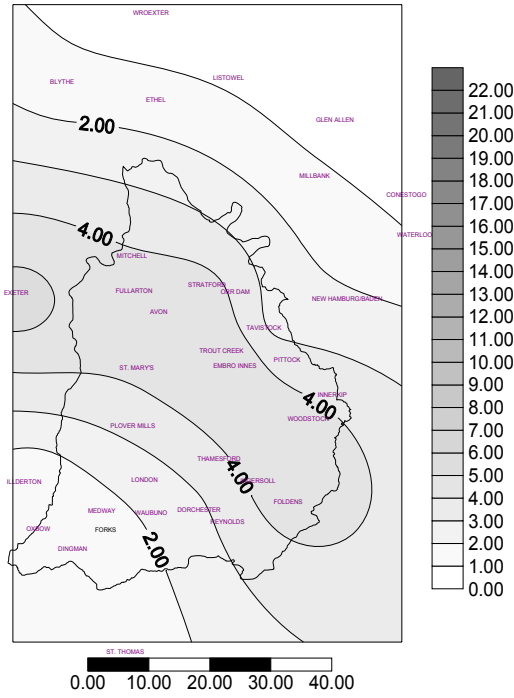 WROEXTER
BLYTHE
LISTOWEL
ETHEL
GLEN ALLEN
2.00
MILLBANK
CONESTOGO
4.00
WATERLOO
MITCHELL
EXETER
FULLARTON
STRATFORD
ORR DAM
NEW HAMBURG/BADEN
AVON
TAVISTOCK
TROUT CREEK
PITTOCK
ST. MARY'S
EMBRO INNES
INNERKIP
4.00
WOODSTOCK
PLOVER MILLS
THAMESFORD
4.00
ILLDERTON
LONDON
FOLDENS
MEDWAY
WAUBUNO
DORCHESTER
REYNOLDS
OXBOW
FORKS
DINGMAN
2.00
ST. THOMAS
0.00 10.00 20.00 30.00 40.00
22.00
21.00
20.00
19.00
18.00
17.00
16.00
15.00
14.00
13.00
12.00
11.00
10.00
9.00
8.00
7.00
6.00
5.00
4.00
3.00
2.00
1.00
0.00